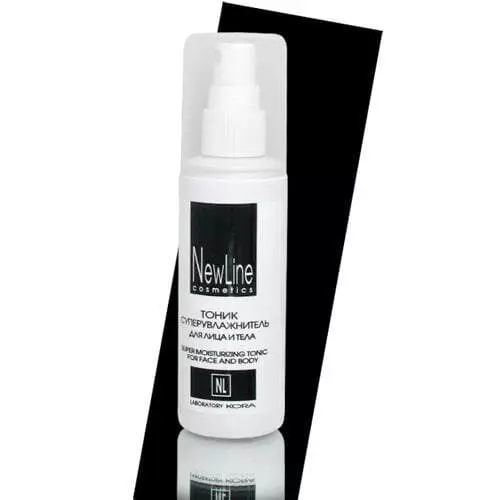 NewLine
cosmetics
ТОНИК
СУПЕРУВЛАЖНИТЕЛЬ
ДЛЯ ЛИЦА И ТЕЛА
SUPER MOISTURIZING TONIC
FOR FACE AND BODY
NL
LABORATORY KORA